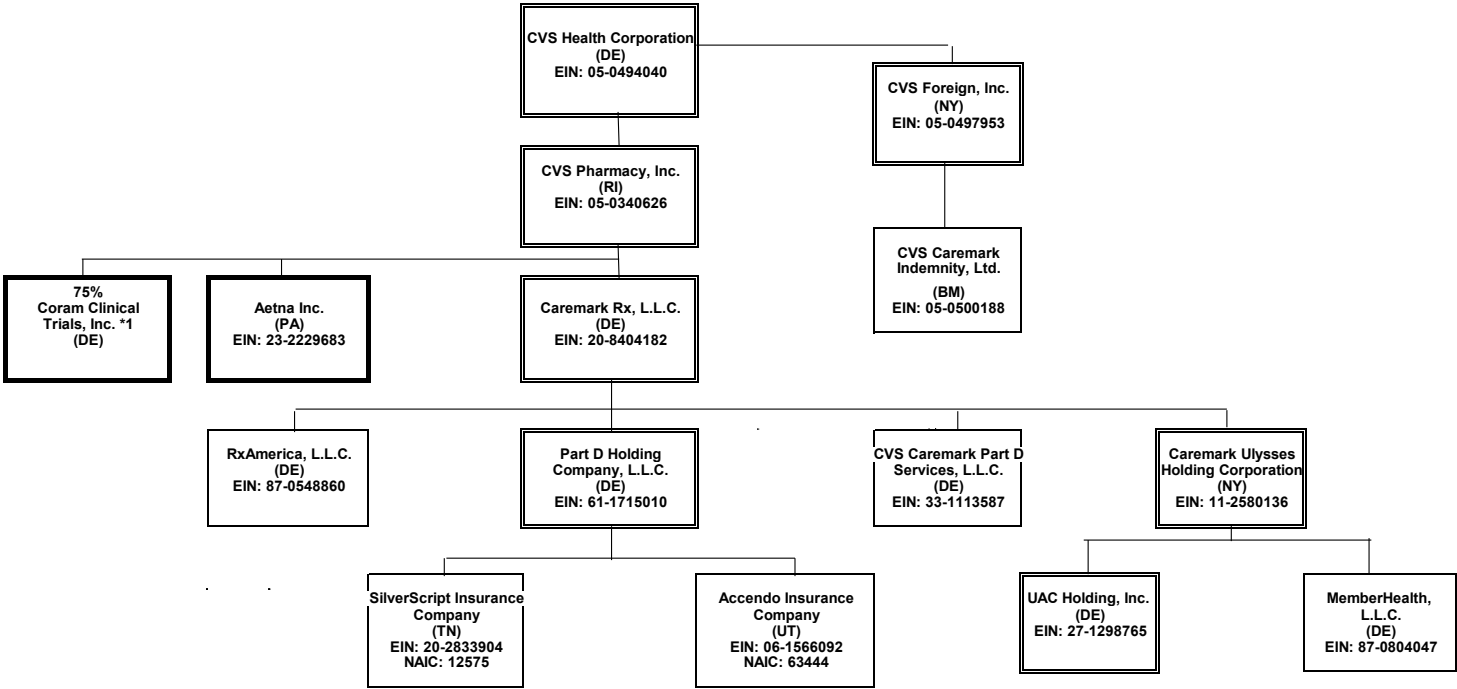 CVS Health Corporation
(DE)
EIN: 05-0494040
CVS Foreign, Inc.
(NY)
EIN: 05-0497953
CVS Pharmacy, Inc.
(RI)
EIN: 05-0340626
CVS Caremark
Indemnity, Ltd.
(BM)
EIN: 05-0500188
75%
Coram Clinical
Trials, Inc. *1
(DE)
Aetna Inc.
(PA)
EIN: 23-2229683
Caremark Rx, L.L.C.
(DE)
EIN: 20-8404182
RxAmerica, L.L.C.
(DE)
EIN: 87-0548860
Part D Holding
Company, L.L.C.
(DE)
EIN: 61-1715010
CVS Caremark Part D
Services, L.L.C.
(DE)
EIN: 33-1113587
Caremark Ulysses
Holding Corporation
(NY)
EIN: 11-2580136
SilverScript Insurance
Company
(TN)
EIN: 20-2833904
NAIC: 12575
Accendo Insurance
Company
(UT)
EIN: 06-1566092
NAIC: 63444
UAC Holding, Inc.
(DE)
EIN: 27-1298765
MemberHealth,
L.L.C.
(DE)
EIN: 87-0804047